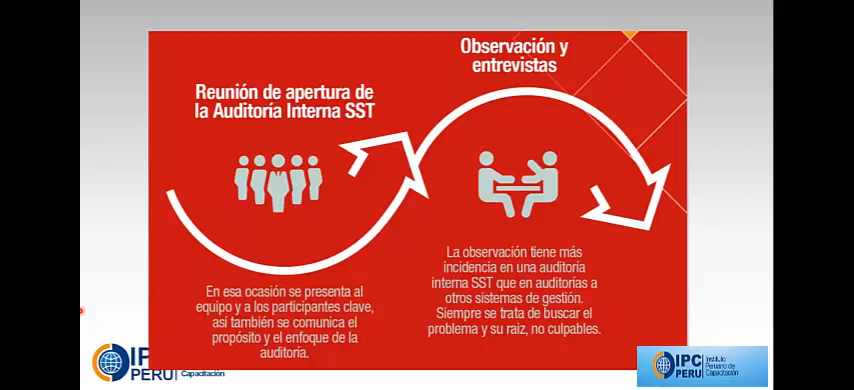 Reunión de apertura de
la Auditoría Interna SST
En esa ocasión se presenta al
equipo y a los participantes clave,
así también se comunica el
propósito y el enfoque de la
auditoría.
Observación y
entrevistas
La observación tiene más
incidencia en una auditoría
interna SST que en auditorías a
otros sistemas de gestión.
Siempre se trata de buscar el
problema y su raiz, no culpables.
IPC
PERU
Capacitación
IPC
PERU
Instituto
Peruano de
Capacitación